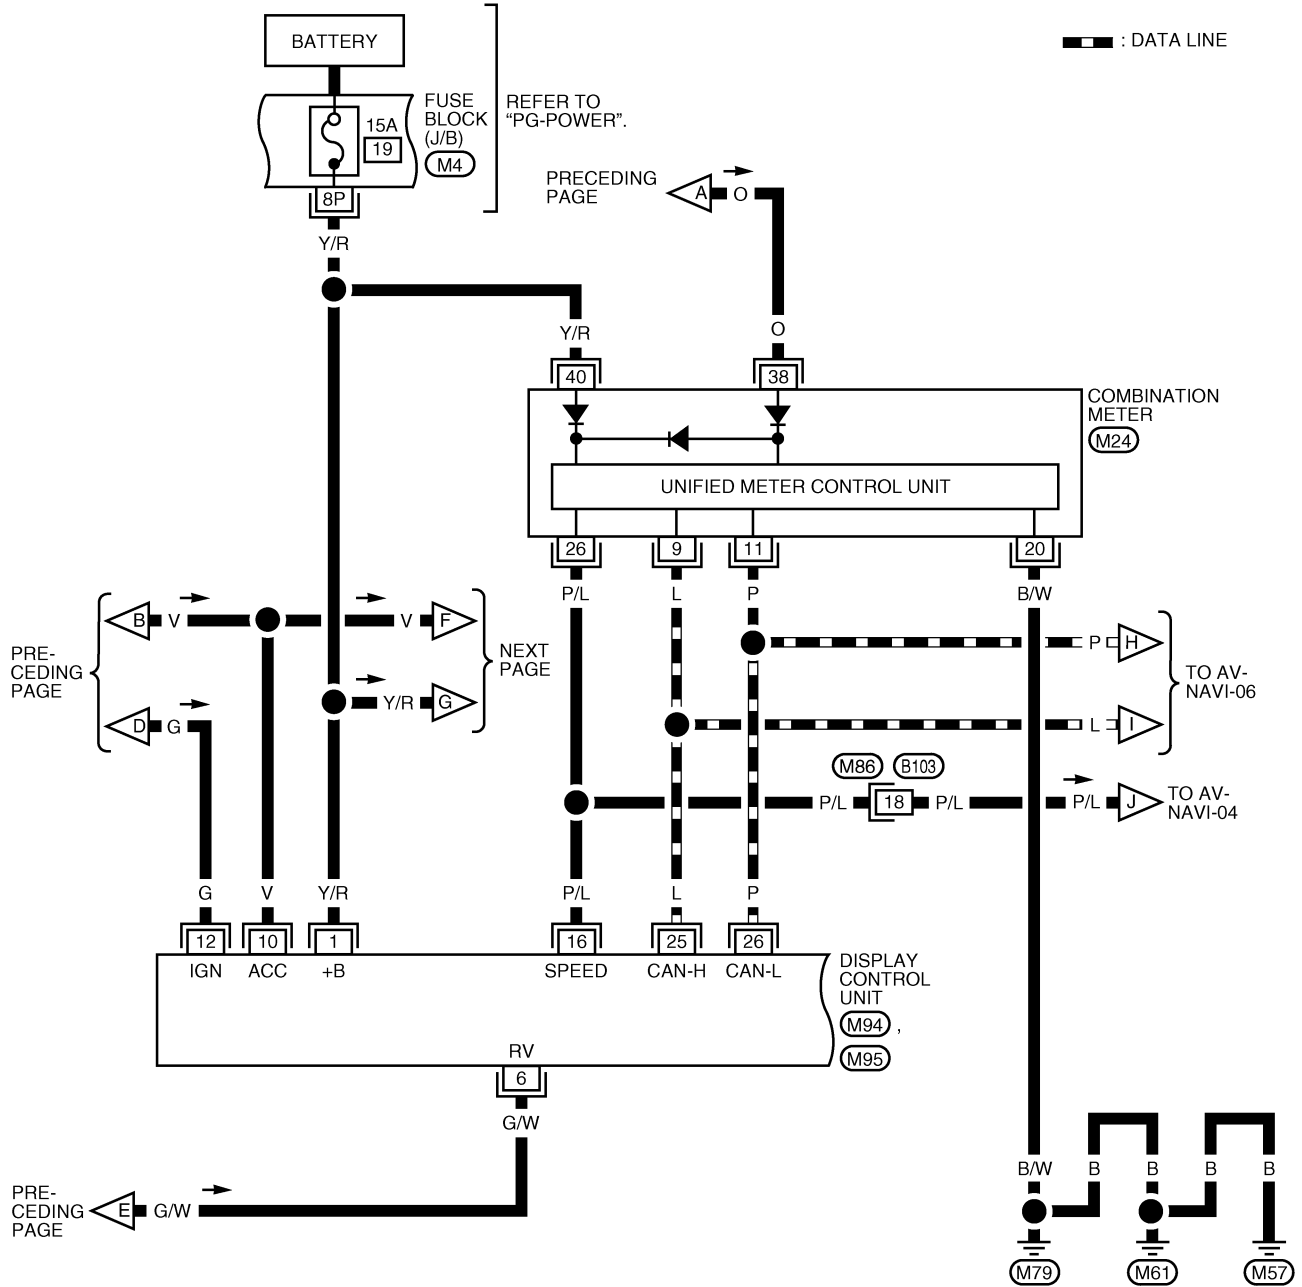 BATTERY
: DATA LINE
FUSE
BLOCK
(J/B)
M4
REFER TO
“PG-POWER”.
15A
19
8P
PRECEDING
PAGE
A
O
Y/R
Y/R
O
40
38
COMBINATION
METER
M24
UNIFIED METER CONTROL UNIT
26
9
11
20
P/L
L
P
B/W
PRE-
CEDING
PAGE
B
V
V
F
D
G
Y/R
G
NEXT
PAGE
P
H
L
I
TO AV-
NAVI-06
M86
B103
P/L
18
P/L
P/L
J
TO AV-
NAVI-04
G
V
Y/R
P/L
L
P
12
10
1
16
25
26
IGN
ACC
+B
SPEED
CAN-H
CAN-L
DISPLAY
CONTROL
UNIT
M94 ,
M95
RV
6
G/W
PRE-
CEDING
PAGE
E
G/W
B/W
B
B
B
B
M79
M61
M57